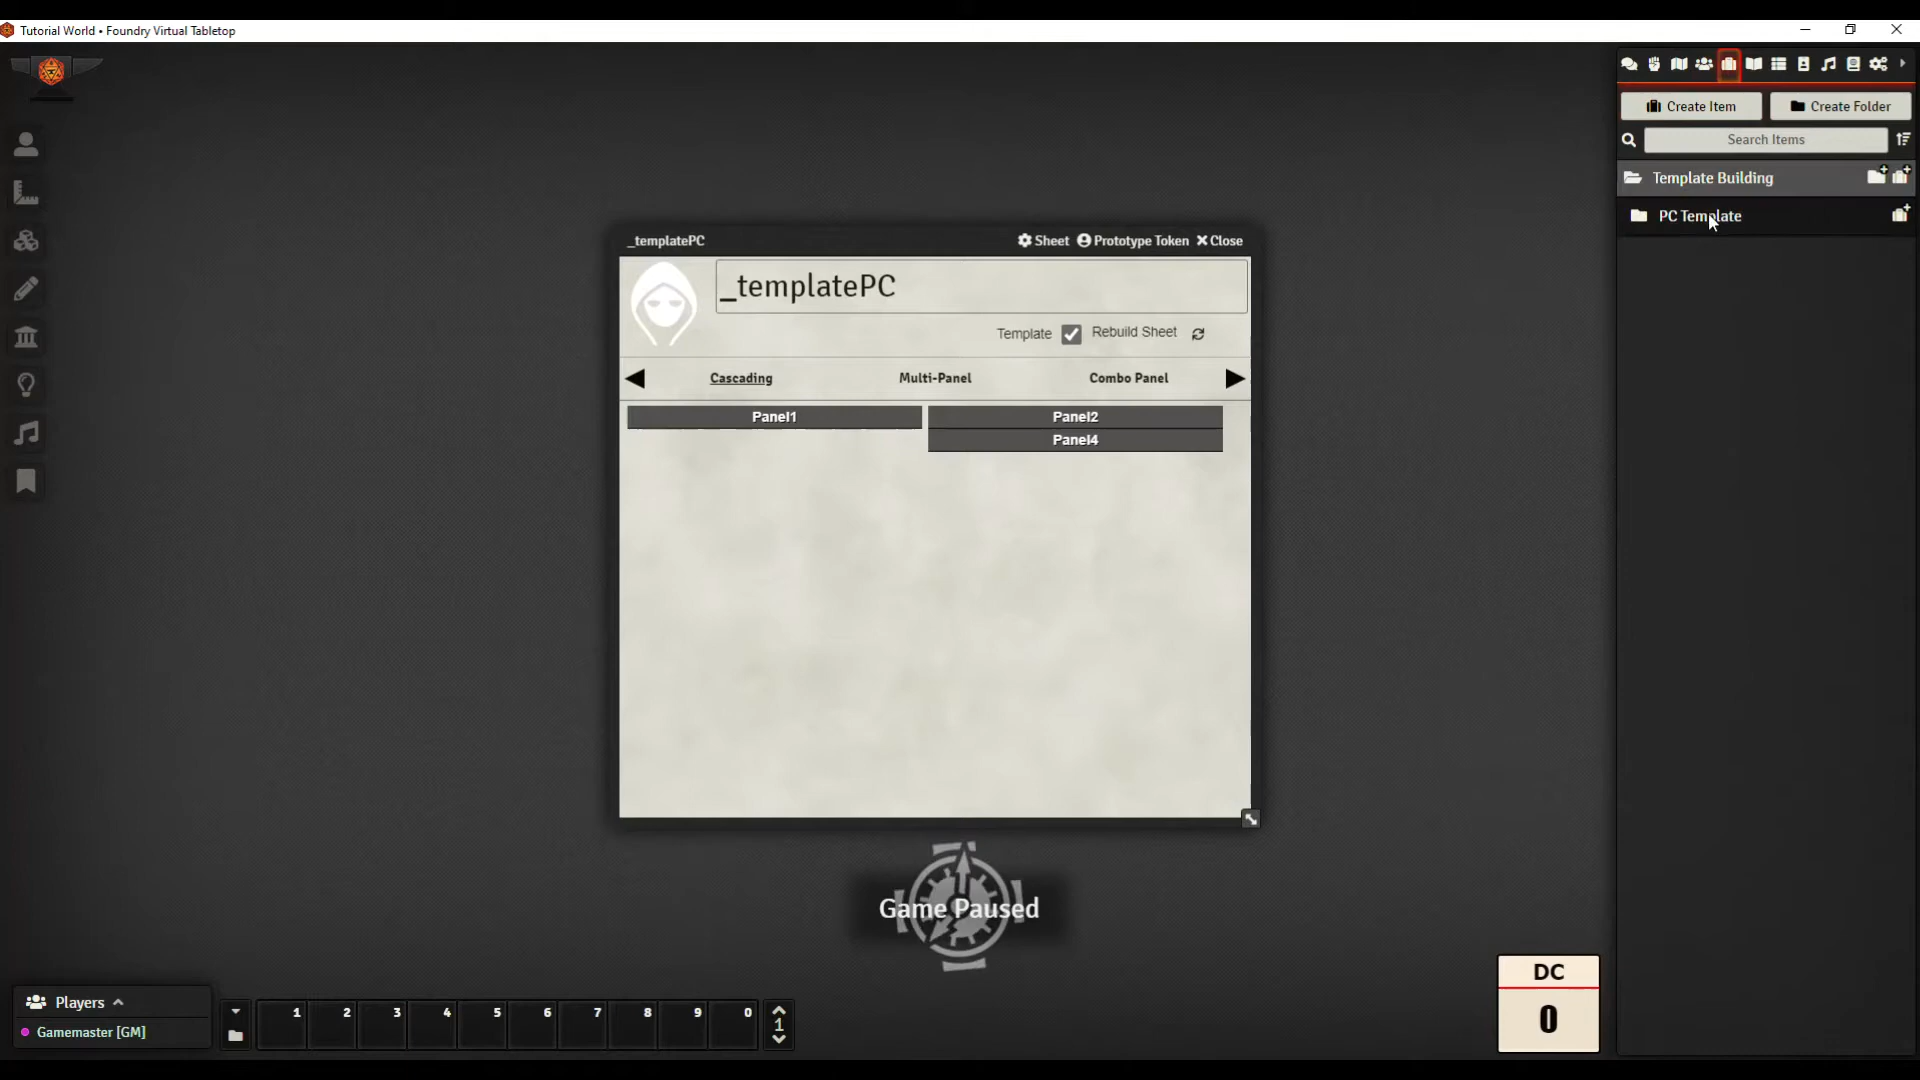 Tutorial World • Foundry Virtual Tabletop
Create Item
Create Folder
Search Items
Template Building
PC Template
_templatePC
Sheet
Prototype Token
Close
_templatePC
Template
Rebuild Sheet
Cascading
Multi-Panel
Combo Panel
Panel1
Panel2
Panel4
Game Paused
DC
0
Players
Gamemaster [GM]
1 2 3 4 5 6 7 8 9 0
1